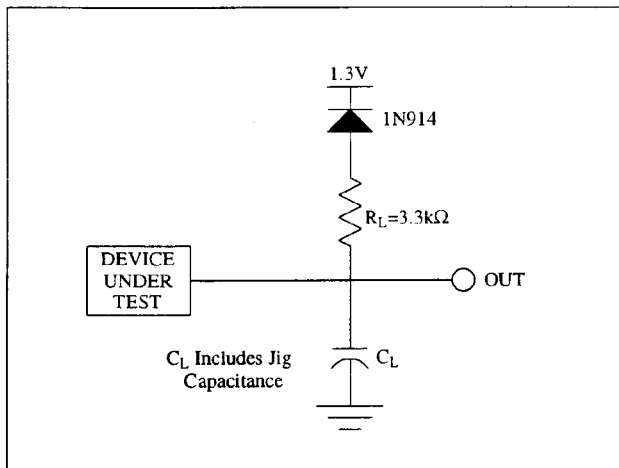 1.3V
1N914
R_L=3.3kΩ
DEVICE
UNDER
TEST
OUT
C_L Includes Jig
Capacitance
C_L